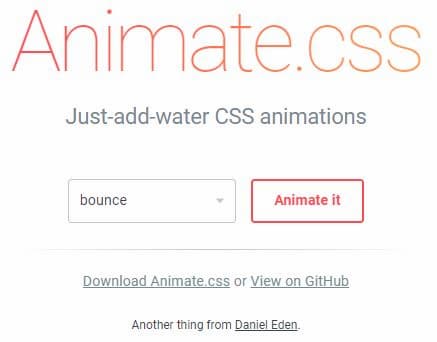 Animate.css
Just-add-water CSS animations
bounce Animate it
Download Animate.css or View on GitHub
Another thing from Daniel Eden.